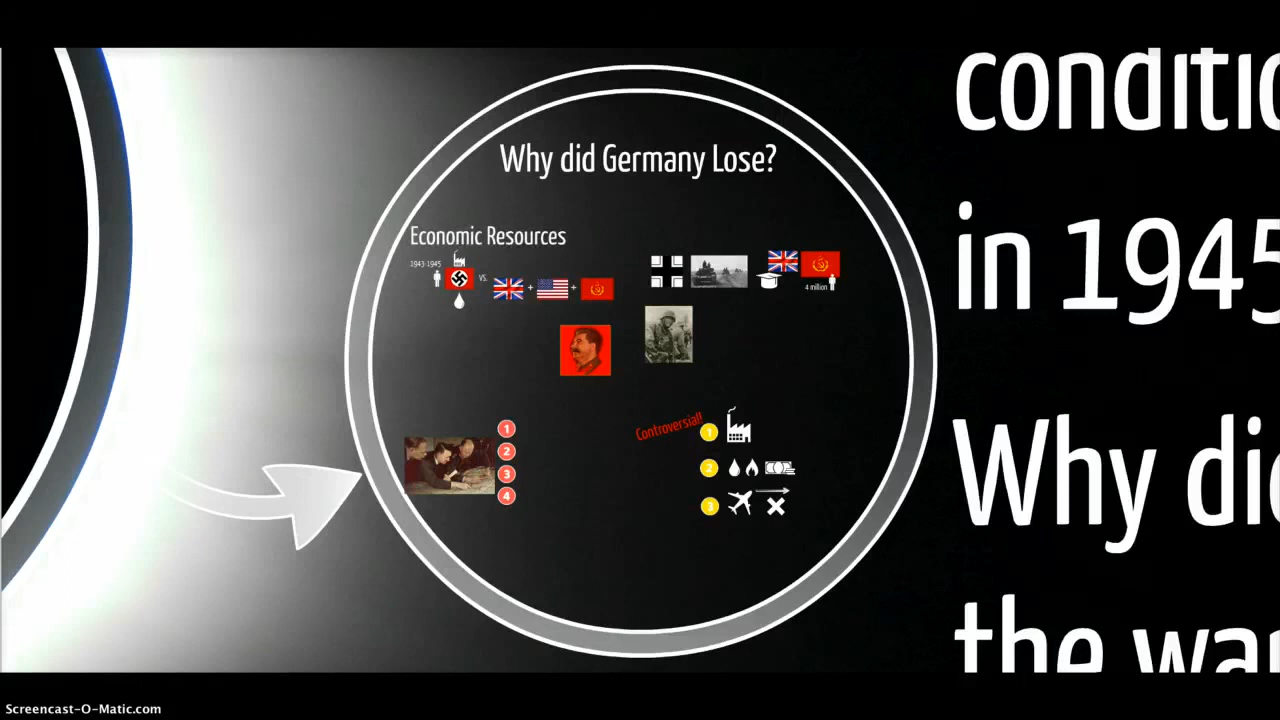 Why did Germany Lose?
Economic Resources
1943-1945
vs.
+
+
4 million
Controversial!
1
2
3
4
1
2
3
conditio
in 1945
Why did
the wa
Screencast-O-Matic.com